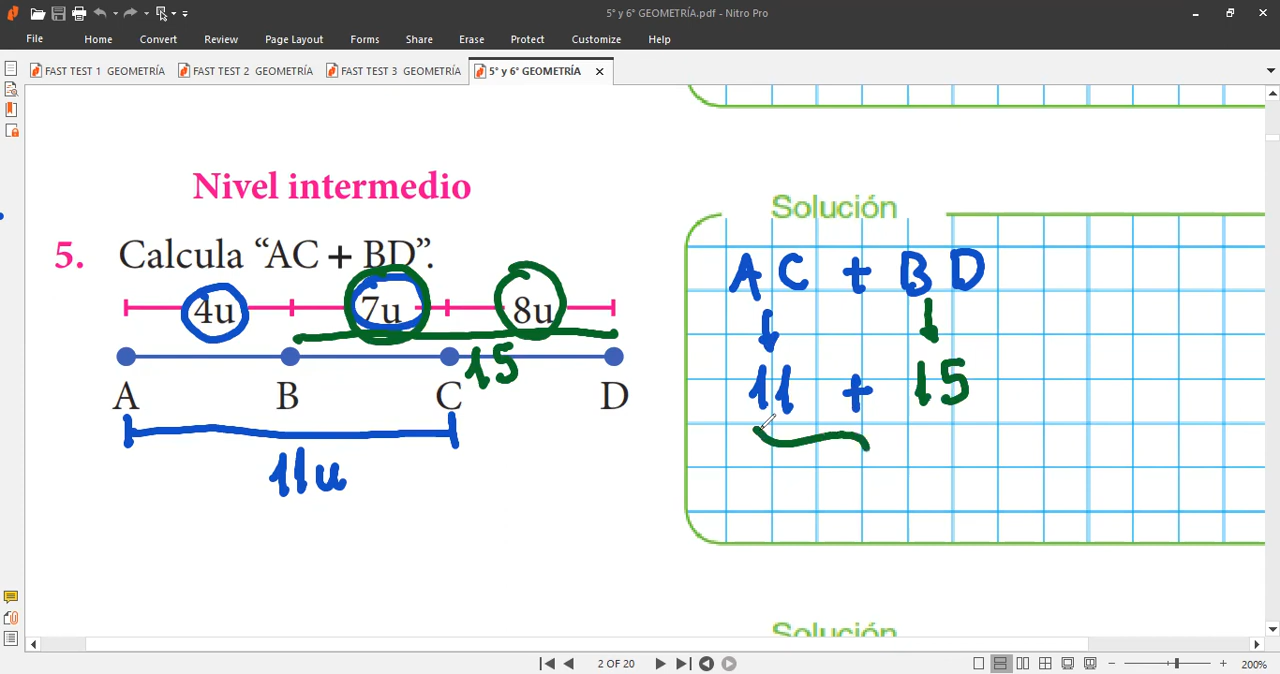 5° y 6° GEOMETRÍA.pdf - Nitro Pro
File Home Convert Review Page Layout Forms Share Erase Protect Customize Help
FAST TEST 1 GEOMETRÍA FAST TEST 2 GEOMETRÍA FAST TEST 3 GEOMETRÍA 5° y 6° GEOMETRÍA
Nivel intermedio
5. Calcula “AC + BD”.
4u 7u 8u
15
A B C D
11u
Solución
AC + BD
11 + 15
Solución
2 OF 20
200%